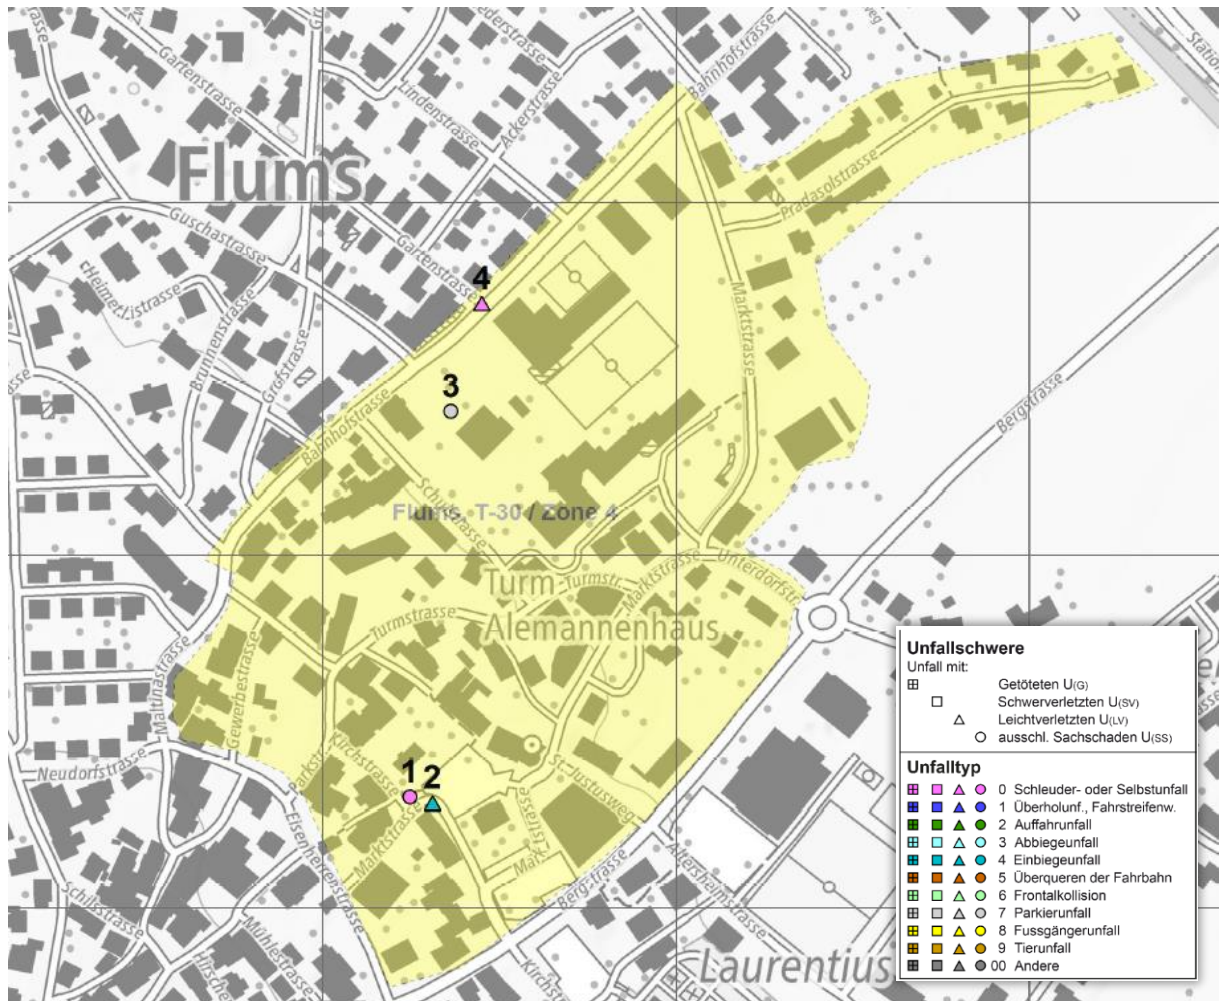 Gartenstrasse
Lindenstrasse
Ackerstrasse
Bahnhofstrasse
Flums
Guschastrasse
Gartenstrasse
Pradasolstrasse
4
Brunnenstrasse
Grofstrasse
Marktstrasse
3
Bergstrasse
Bahnhofstrasse
Flums, T-30 / Zone 4
Turm
Turmstr.
Marktstrasse
Unterdorfstr.
Turmstrasse
Alemannenhaus
Maltinastrasse
Gewerbestrasse
Kirchstrasse
Neudorfstrasse
St. Justusweg
1
2
Marktstrasse
Eisenherrenstrasse
Bergstrasse
Altersheimstrasse
Schilsstrasse
Mühlestrasse
Laurentius
Unfallschwere
Unfall mit:
Getöteten U(G)
Schwerverletzten U(SV)
Leichtverletzten U(LV)
ausschl. Sachschaden U(SS)
Unfalltyp
0 Schleuder- oder Selbstunfall
1 Überholunf., Fahrstreifenw.
2 Auffahrunfall
3 Abbiegeunfall
4 Einbiegeunfall
5 Überqueren der Fahrbahn
6 Frontalkollision
7 Parkierunfall
8 Fussgängerunfall
9 Tierunfall
00 Andere